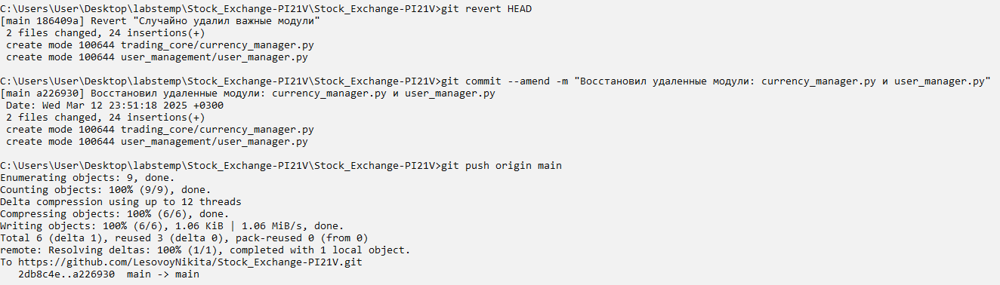 C:\Users\User\Desktop\labstemp\Stock_Exchange-PI21V\Stock_Exchange-PI21V>git revert HEAD
[main 186409a] Revert "Случайно удалил важные модули"
 2 files changed, 24 insertions(+)
 create mode 100644 trading_core/currency_manager.py
 create mode 100644 user_management/user_manager.py

C:\Users\User\Desktop\labstemp\Stock_Exchange-PI21V\Stock_Exchange-PI21V>git commit --amend -m "Восстановил удаленные модули: currency_manager.py и user_manager.py"
[main a226930] Восстановил удаленные модули: currency_manager.py и user_manager.py
 Date: Wed Mar 12 23:51:18 2025 +0300
 2 files changed, 24 insertions(+)
 create mode 100644 trading_core/currency_manager.py
 create mode 100644 user_management/user_manager.py

C:\Users\User\Desktop\labstemp\Stock_Exchange-PI21V\Stock_Exchange-PI21V>git push origin main
Enumerating objects: 9, done.
Counting objects: 100% (9/9), done.
Delta compression using up to 12 threads
Compressing objects: 100% (6/6), done.
Writing objects: 100% (6/6), 1.06 KiB | 1.06 MiB/s, done.
Total 6 (delta 1), reused 3 (delta 0), pack-reused 0 (from 0)
remote: Resolving deltas: 100% (1/1), completed with 1 local object.
To https://github.com/LesovoyNikita/Stock_Exchange-PI21V.git
   2db8c4e..a226930  main -> main